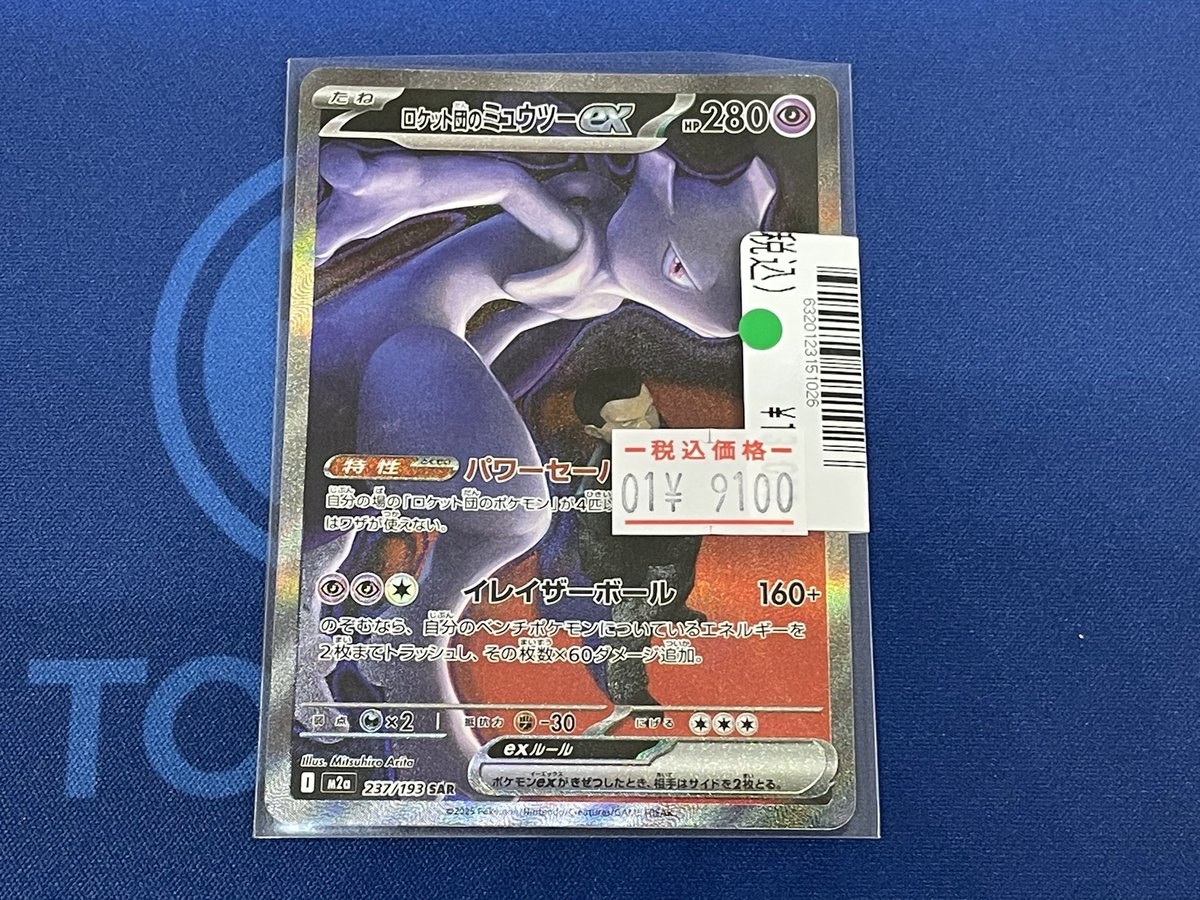 たね
ロケット団のミュウツーex
HP280
税込)
6320123151026
¥1
特性
パワーセーバ
自分の場の「ロケット団のポケモン」が4匹
はワザが使えない。
税込価格
01¥ 9100
イレイザーボール 160+
のぞむなら、自分のベンチポケモンについているエネルギーを
2枚までトラッシュし、その枚数×60ダメージ追加。
弱点 ×2 抵抗力 -30 にげる
exルール
ポケモンexがきぜつしたとき、相手はサイドを2枚とる。
Illus. Mitsuhiro Arita
I m2a 237/193 SAR
©2025 Pokémon/Nintendo/Creatures/GAME FREAK
TO